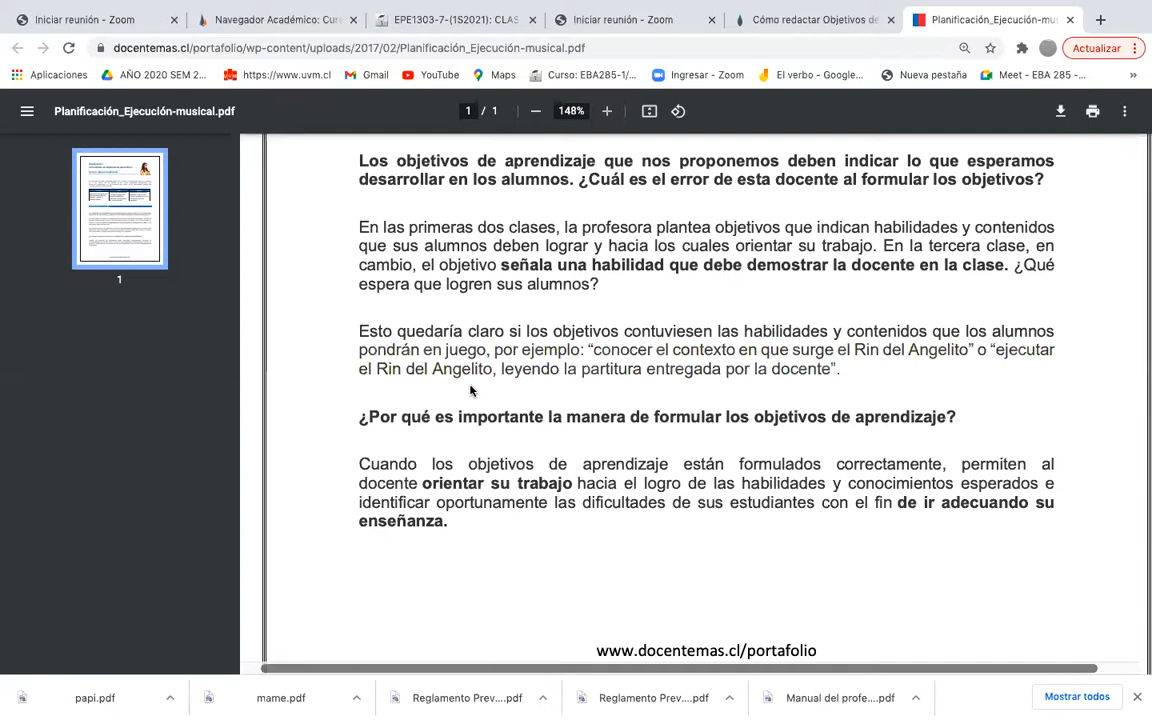 Iniciar reunión - Zoom
Navegador Académico: Curs
EPE1303-7-(1S2021): CLAS
Iniciar reunión - Zoom
Cómo redactar Objetivos de
Planificación_Ejecución-mus
docentemas.cl/portafolio/wp-content/uploads/2017/02/Planificación_Ejecución-musical.pdf
Actualizar
Aplicaciones
AÑO 2020 SEM 2...
https://www.uvm.cl
Gmail
YouTube
Maps
Curso: EBA285-1/...
Ingresar - Zoom
El verbo - Google...
Nueva pestaña
Meet - EBA 285 -...
»
Planificación_Ejecución-musical.pdf
1 / 1
148%
1
Los objetivos de aprendizaje que nos proponemos deben indicar lo que esperamos
desarrollar en los alumnos. ¿Cuál es el error de esta docente al formular los objetivos?
En las primeras dos clases, la profesora plantea objetivos que indican habilidades y contenidos
que sus alumnos deben lograr y hacia los cuales orientar su trabajo. En la tercera clase, en
cambio, el objetivo señala una habilidad que debe demostrar la docente en la clase. ¿Qué
espera que logren sus alumnos?
Esto quedaría claro si los objetivos contuviesen las habilidades y contenidos que los alumnos
pondrán en juego, por ejemplo: “conocer el contexto en que surge el Rin del Angelito” o “ejecutar
el Rin del Angelito, leyendo la partitura entregada por la docente”.
¿Por qué es importante la manera de formular los objetivos de aprendizaje?
Cuando los objetivos de aprendizaje están formulados correctamente, permiten al
docente orientar su trabajo hacia el logro de las habilidades y conocimientos esperados e
identificar oportunamente las dificultades de sus estudiantes con el fin de ir adecuando su
enseñanza.
www.docentemas.cl/portafolio
papi.pdf
mame.pdf
Reglamento Prev....pdf
Reglamento Prev....pdf
Manual del profe....pdf
Mostrar todos